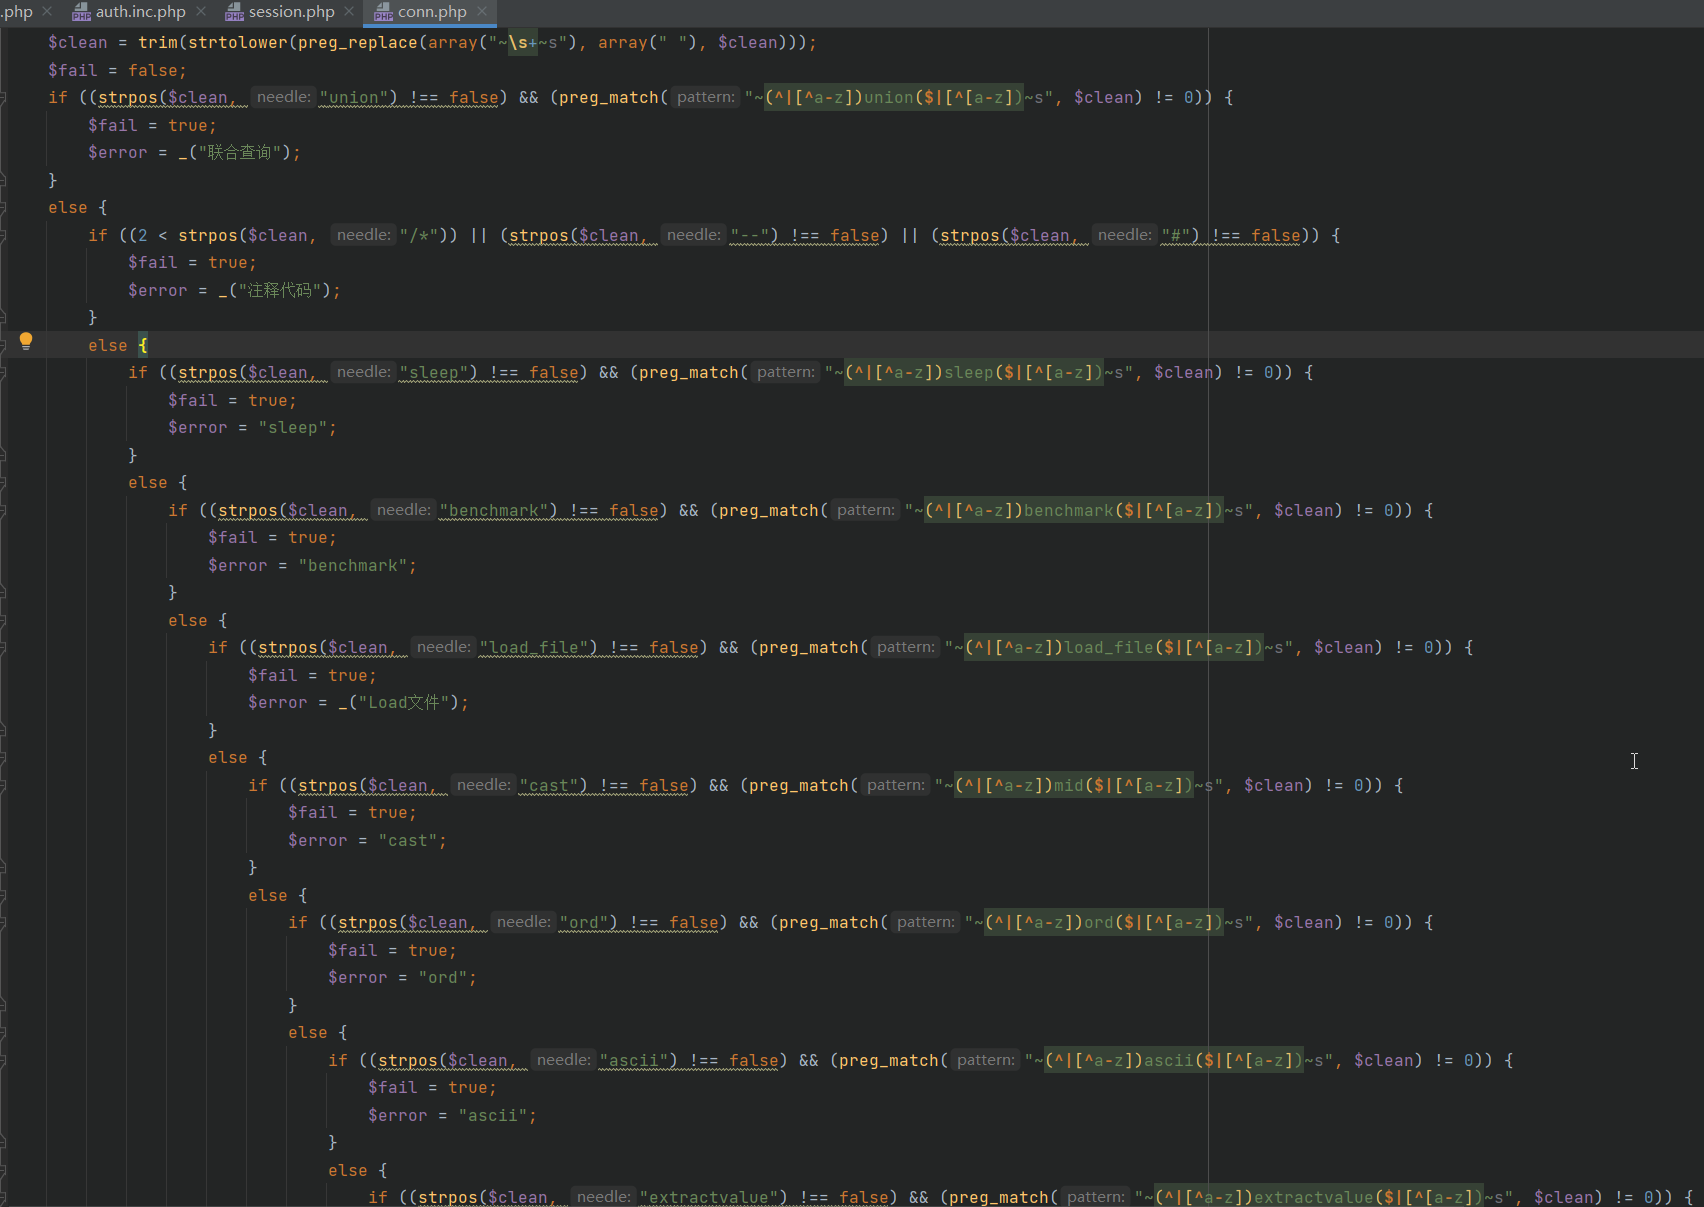 .php auth.inc.php session.php conn.php
$clean = trim(strtolower(preg_replace(array("~\s+~s"), array(" "), $clean)));
$fail = false;
if ((strpos($clean, needle: "union") !== false) && (preg_match( pattern: "~(^|[^a-z])union($|[^[a-z])~s", $clean) != 0)) {
$fail = true;
$error = _("联合查询");
}
else {
if ((2 < strpos($clean, needle: "/*")) || (strpos($clean, needle: "--") !== false) || (strpos($clean, needle: "#") !== false)) {
$fail = true;
$error = _("注释代码");
}
else {
if ((strpos($clean, needle: "sleep") !== false) && (preg_match( pattern: "~(^|[^a-z])sleep($|[^[a-z])~s", $clean) != 0)) {
$fail = true;
$error = "sleep";
}
else {
if ((strpos($clean, needle: "benchmark") !== false) && (preg_match( pattern: "~(^|[^a-z])benchmark($|[^[a-z])~s", $clean) != 0)) {
$fail = true;
$error = "benchmark";
}
else {
if ((strpos($clean, needle: "load_file") !== false) && (preg_match( pattern: "~(^|[^a-z])load_file($|[^[a-z])~s", $clean) != 0)) {
$fail = true;
$error = _("Load文件");
}
else {
if ((strpos($clean, needle: "cast") !== false) && (preg_match( pattern: "~(^|[^a-z])mid($|[^[a-z])~s", $clean) != 0)) {
$fail = true;
$error = "cast";
}
else {
if ((strpos($clean, needle: "ord") !== false) && (preg_match( pattern: "~(^|[^a-z])ord($|[^[a-z])~s", $clean) != 0)) {
$fail = true;
$error = "ord";
}
else {
if ((strpos($clean, needle: "ascii") !== false) && (preg_match( pattern: "~(^|[^a-z])ascii($|[^[a-z])~s", $clean) != 0)) {
$fail = true;
$error = "ascii";
}
else {
if ((strpos($clean, needle: "extractvalue") !== false) && (preg_match( pattern: "~(^|[^a-z])extractvalue($|[^[a-z])~s", $clean) != 0)) {